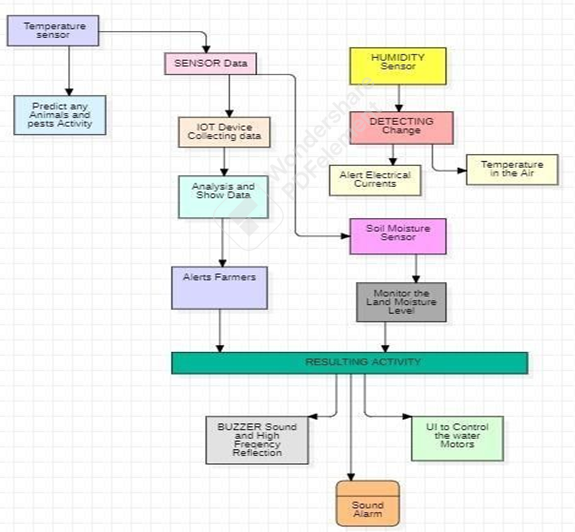 Temperature
sensor
SENSOR Data
HUMIDITY
Sensor
Predict any
Animals and
pests Activity
IOT Device
Collecting data
DETECTING
Change
Alert Electrical
Currents
Temperature
in the Air
Analysis and
Show Data
Soil Moisture
Sensor
Alerts Farmers
Monitor the
Land Moisture
Level
RESULTING ACTIVITY
BUZZER Sound
and High
Freqency
Reflection
UI to Control
the water
Motors
Sound
Alarm
Wondershare
PDFelement